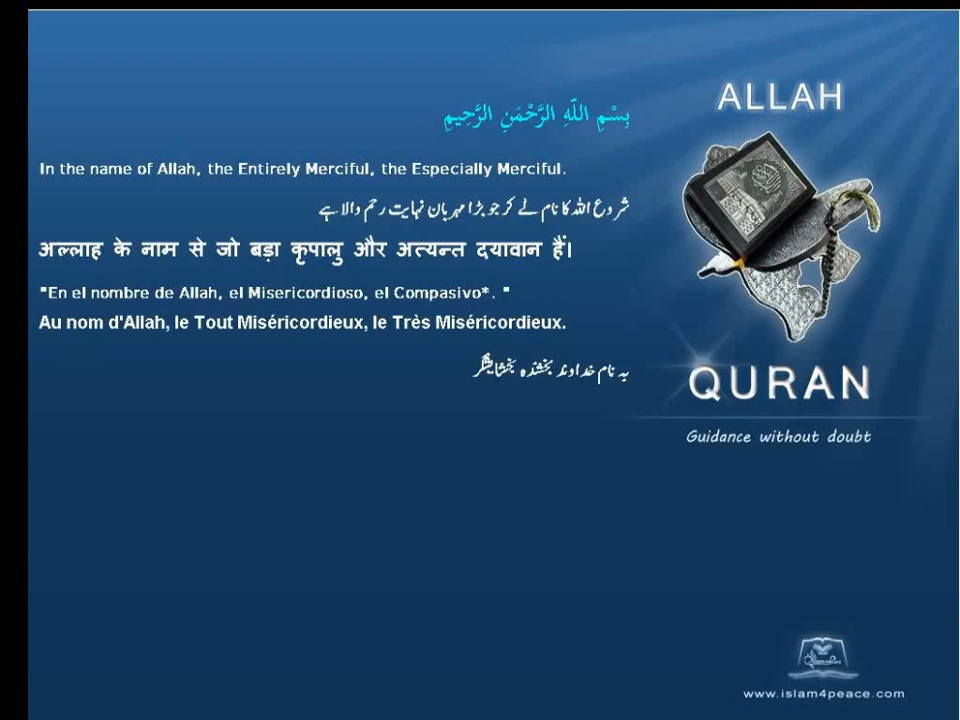 بِسْمِ اللَّهِ الرَّحْمَنِ الرَّحِيمِ
In the name of Allah, the Entirely Merciful, the Especially Merciful.
شروع الله کا نام لے کر جو بڑا مہربان نہایت رحم والا ہے
अल्लाह के नाम से जो बड़ा कृपालु और अत्यन्त दयावान हैं।
"En el nombre de Allah, el Misericordioso, el Compasivo*. "
Au nom d'Allah, le Tout Miséricordieux, le Très Miséricordieux.
به نام خداوند بخشنده بخشایشگر
ALLAH
QURAN
Guidance without doubt
www.islam4peace.com